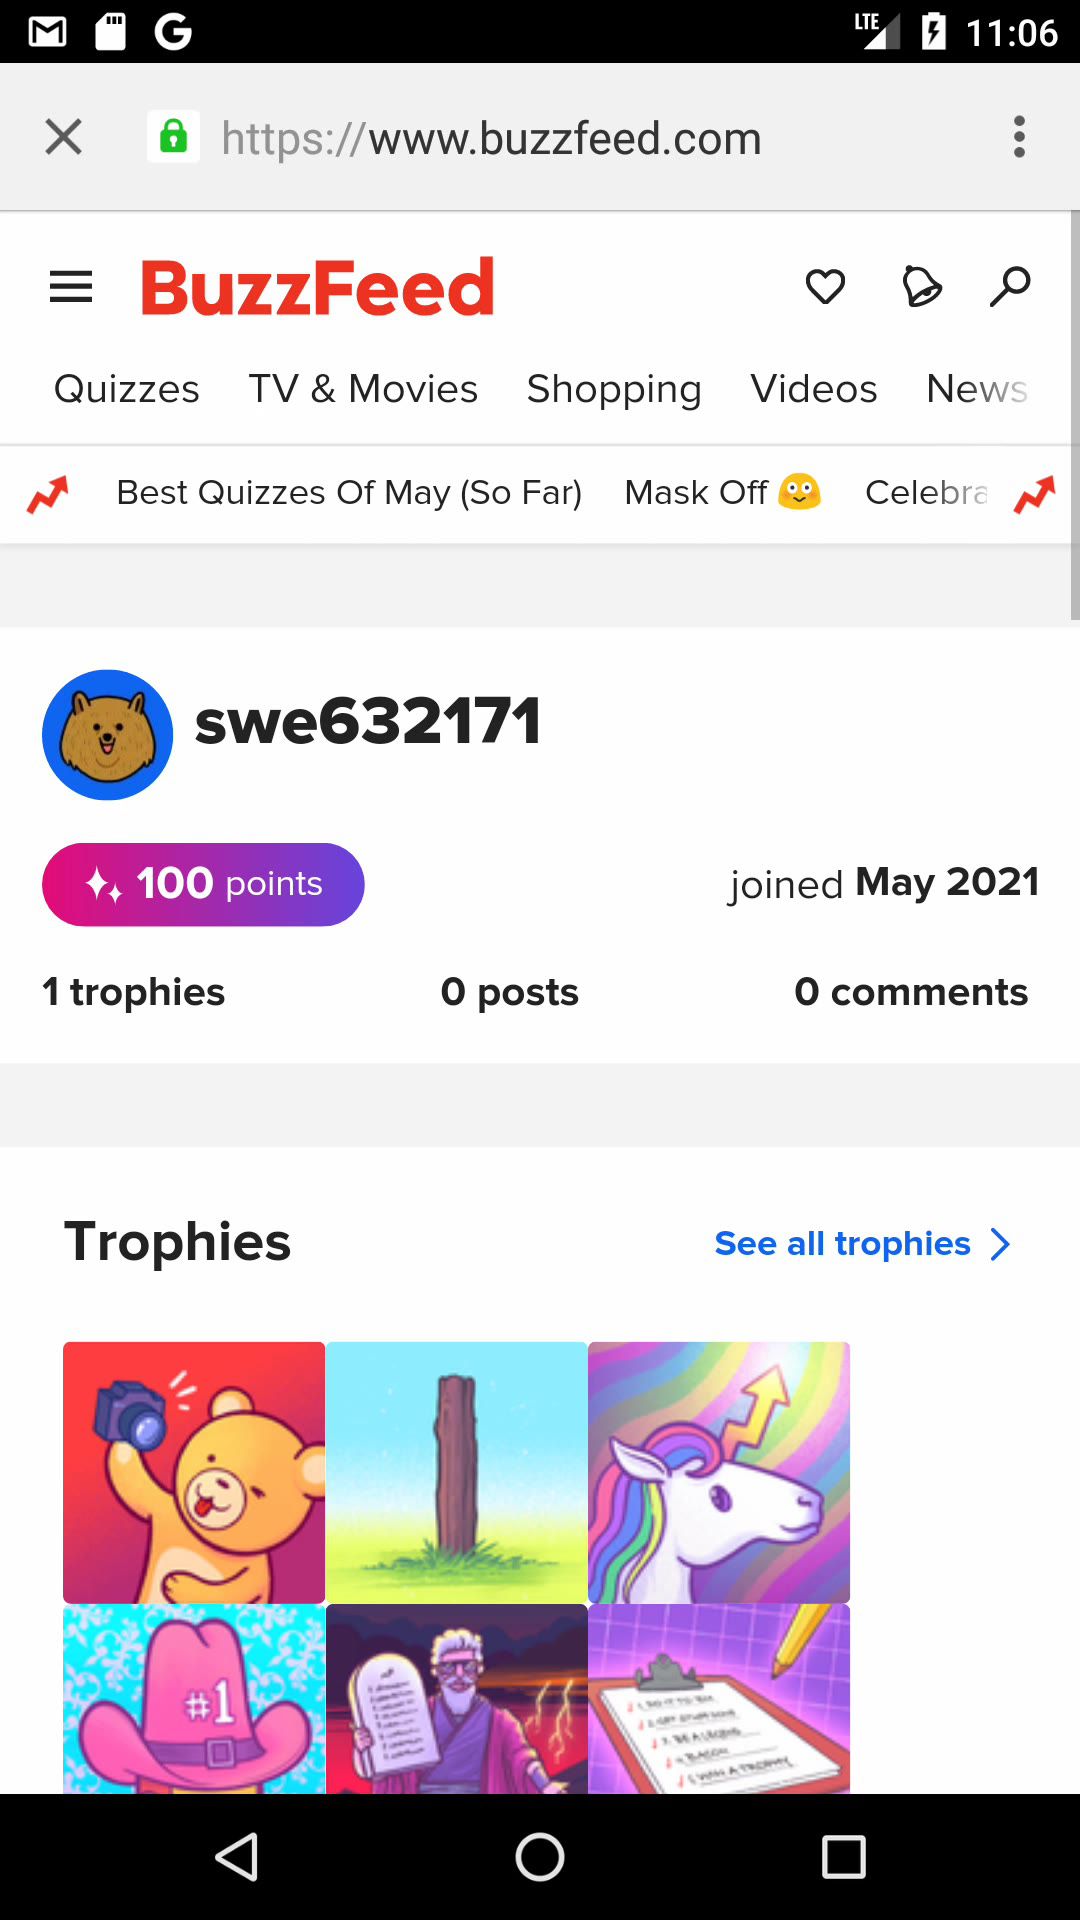 LTE 11:06
https://www.buzzfeed.com
BuzzFeed
Quizzes TV & Movies Shopping Videos News
Best Quizzes Of May (So Far) Mask Off 😳 Celebra
swe632171
100 points
joined May 2021
1 trophies 0 posts 0 comments
Trophies
See all trophies
#1